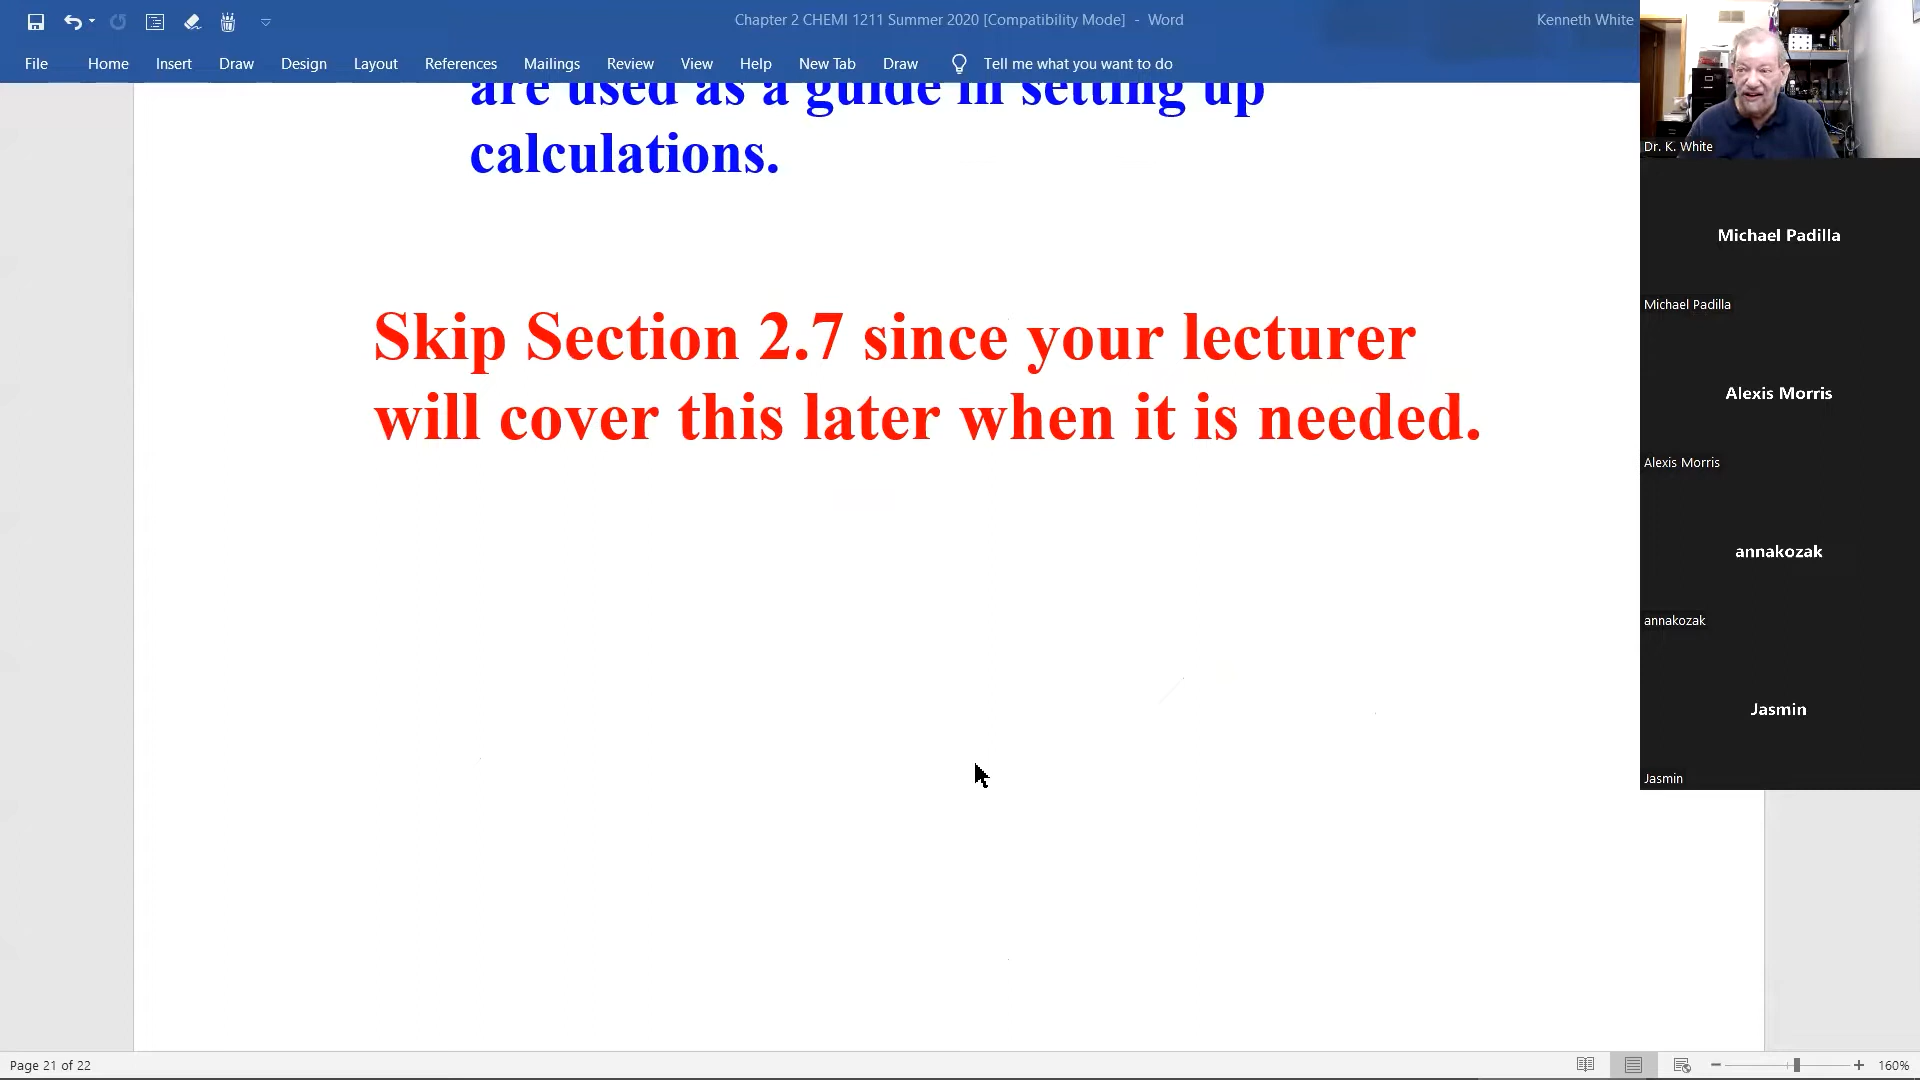 Chapter 2 CHEMI 1211 Summer 2020 [Compatibility Mode] - Word
Kenneth White
File Home Insert Draw Design Layout References Mailings Review View Help New Tab Draw Tell me what you want to do
are used as a guide in setting up
calculations.
Skip Section 2.7 since your lecturer
will cover this later when it is needed.
Dr. K. White
Michael Padilla
Michael Padilla
Alexis Morris
Alexis Morris
annakozak
annakozak
Jasmin
Jasmin
Page 21 of 22
160%